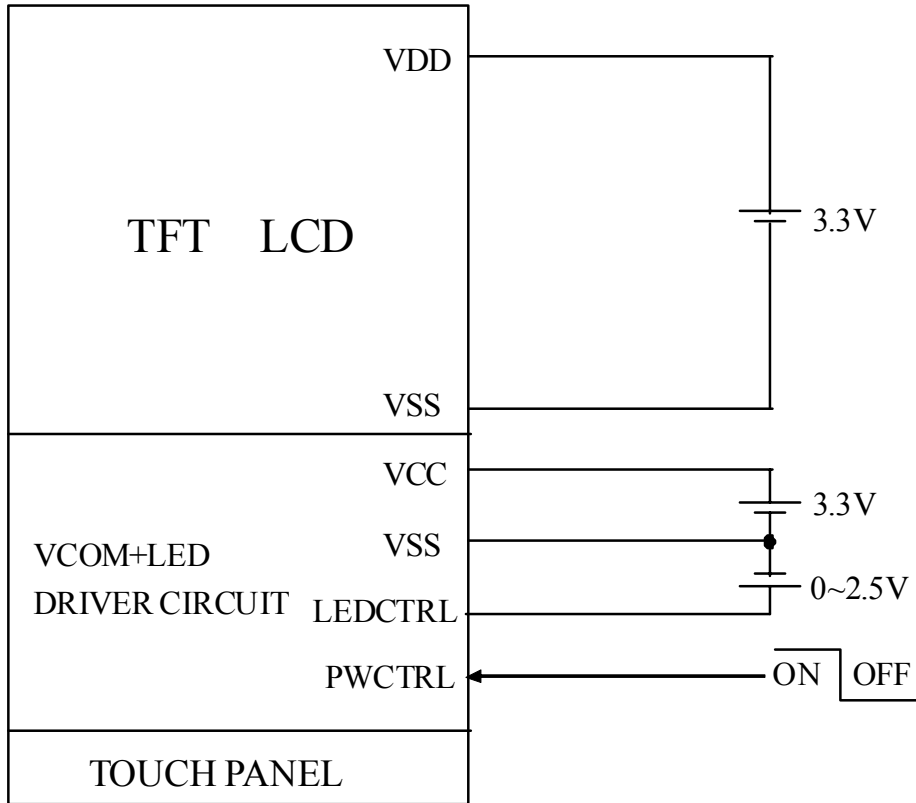 VDD
TFT LCD
3.3V
VSS
VCC
3.3V
VCOM+LED
VSS
DRIVER CIRCUIT
0~2.5V
LEDCTRL
PWCTRL
ON OFF
TOUCH PANEL